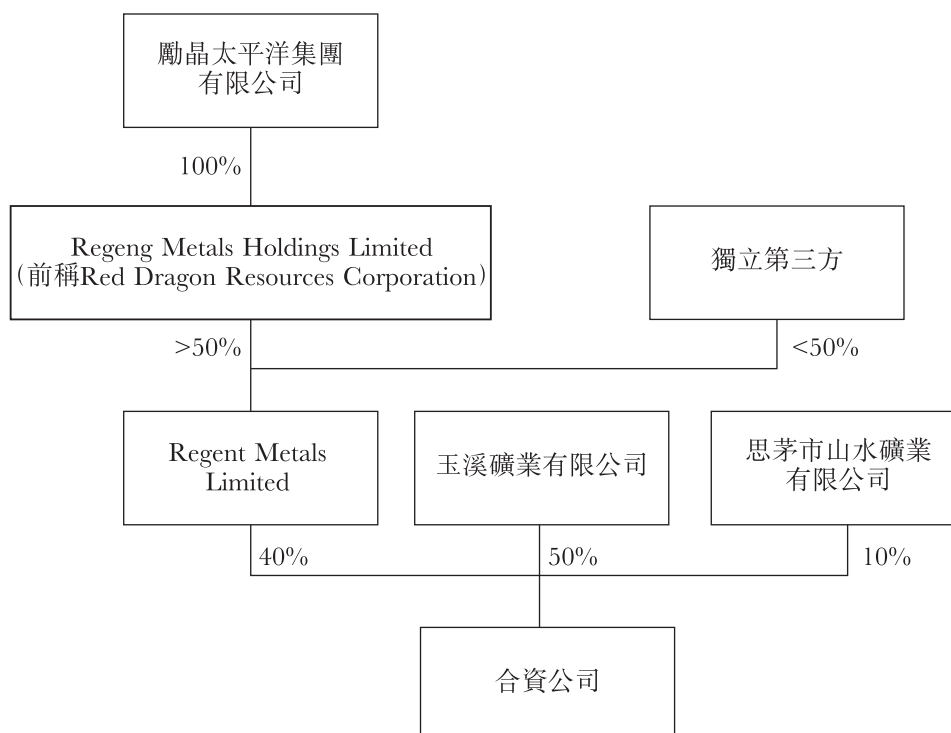 勵晶太平洋集團
有限公司
100%
Regeng Metals Holdings Limited
(前稱Red Dragon Resources Corporation)
獨立第三方
>50%
<50%
Regent Metals
Limited
玉溪礦業有限公司
思茅市山水礦業
有限公司
40%
50%
10%
合資公司